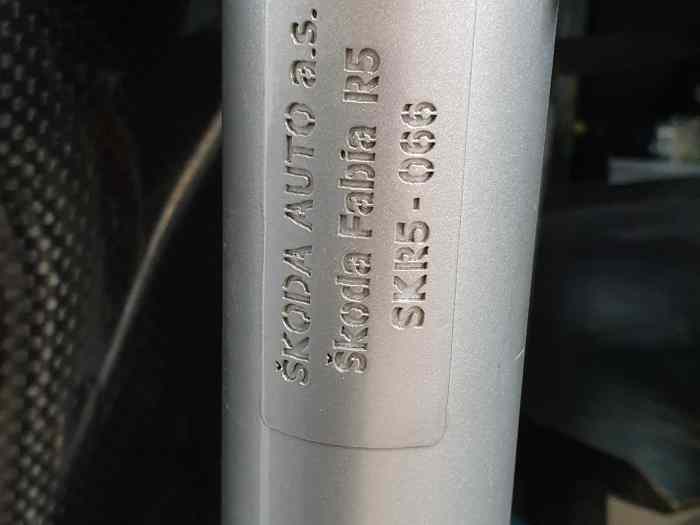 ŠKODA AUTO a.s.
Škoda Fabia R5
SKR5-066